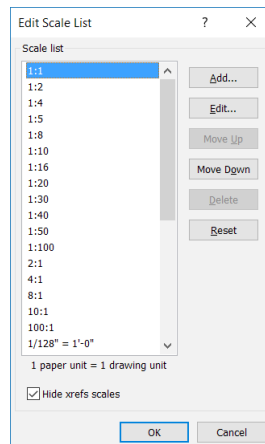 Edit Scale List ? ×
Scale list
1:1
1:2
1:4
1:5
1:8
1:10
1:16
1:20
1:30
1:40
1:50
1:100
2:1
4:1
8:1
10:1
100:1
1/128" = 1'-0"
Add...
Edit...
Move Up
Move Down
Delete
Reset
1 paper unit = 1 drawing unit
Hide xrefs scales
OK
Cancel